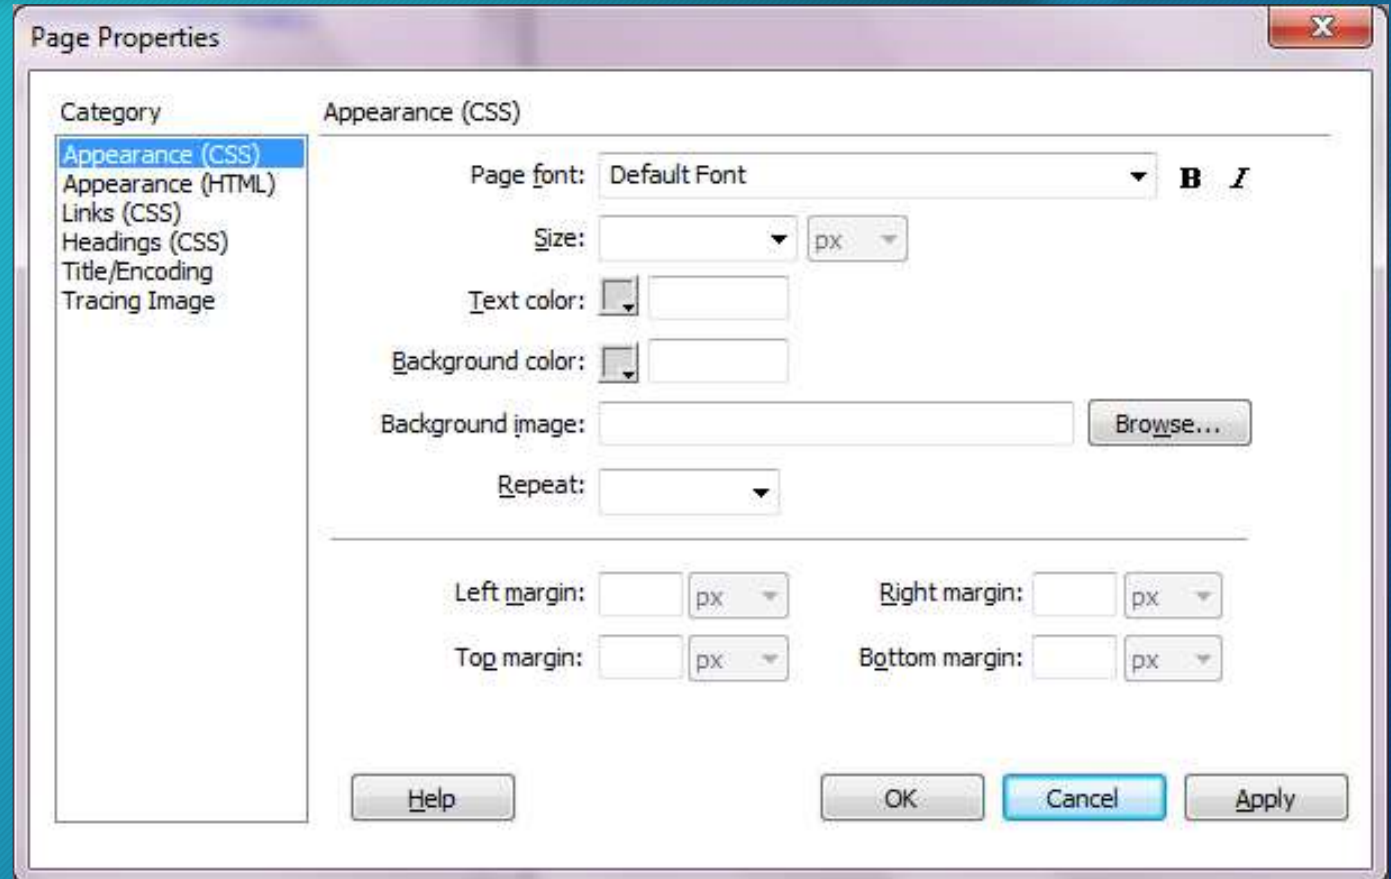 Page Properties
X
Category
Appearance (CSS)
Appearance (HTML)
Links (CSS)
Headings (CSS)
Title/Encoding
Tracing Image
Appearance (CSS)
Page font: Default Font B I
Size: px
Text color:
Background color:
Background image: Browse...
Repeat:
Left margin: px Right margin: px
Top margin: px Bottom margin: px
Help OK Cancel Apply